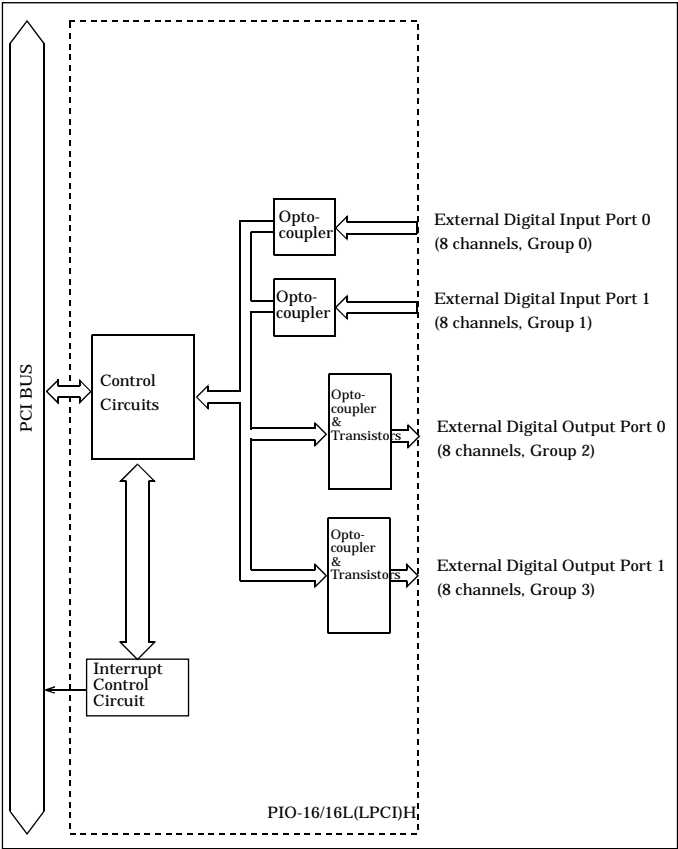 Opto-
coupler
External Digital Input Port 0
(8 channels, Group 0)
Opto-
coupler
External Digital Input Port 1
(8 channels, Group 1)
PCI BUS
Control
Circuits
Opto-
coupler
&
Transistors
External Digital Output Port 0
(8 channels, Group 2)
Opto-
coupler
&
Transistors
External Digital Output Port 1
(8 channels, Group 3)
Interrupt
Control
Circuit
PIO-16/16L(LPCI)H